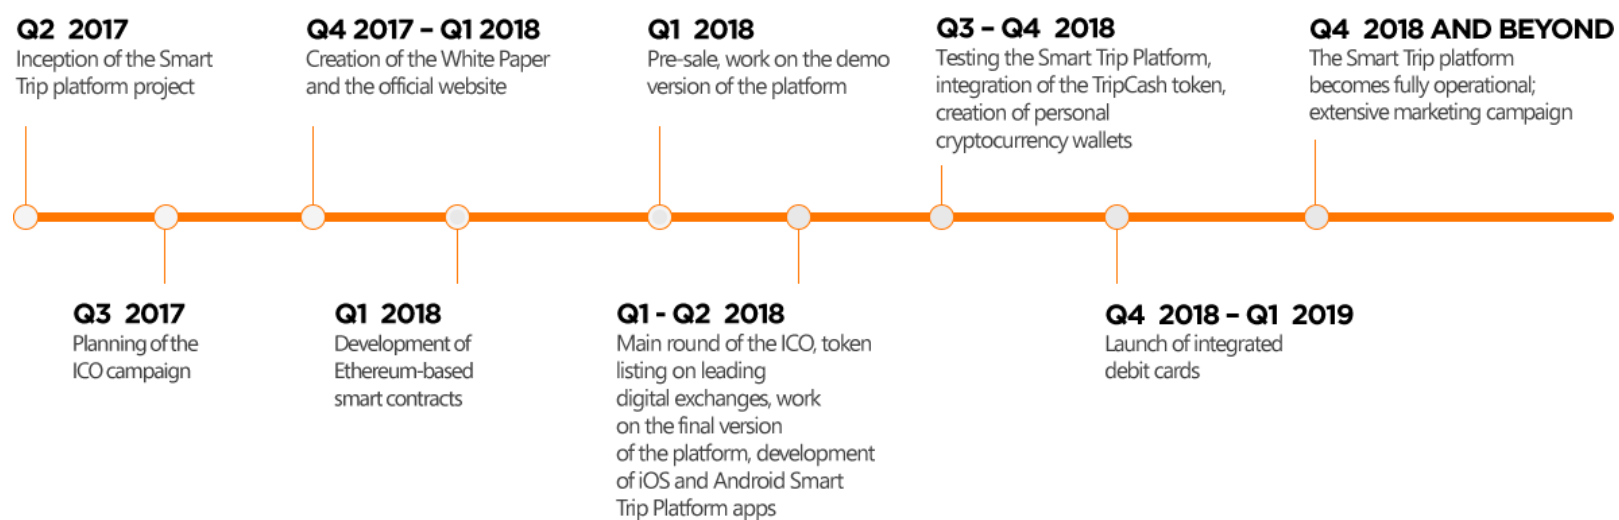 Q2 2017
Inception of the Smart
Trip platform project
Q4 2017 – Q1 2018
Creation of the White Paper
and the official website
Q1 2018
Pre-sale, work on the demo
version of the platform
Q3 – Q4 2018
Testing the Smart Trip Platform,
integration of the TripCash token,
creation of personal
cryptocurrency wallets
Q4 2018 AND BEYOND
The Smart Trip platform
becomes fully operational;
extensive marketing campaign
Q3 2017
Planning of the
ICO campaign
Q1 2018
Development of
Ethereum-based
smart contracts
Q1 - Q2 2018
Main round of the ICO, token
listing on leading
digital exchanges, work
on the final version
of the platform, development
of iOS and Android Smart
Trip Platform apps
Q4 2018 – Q1 2019
Launch of integrated
debit cards